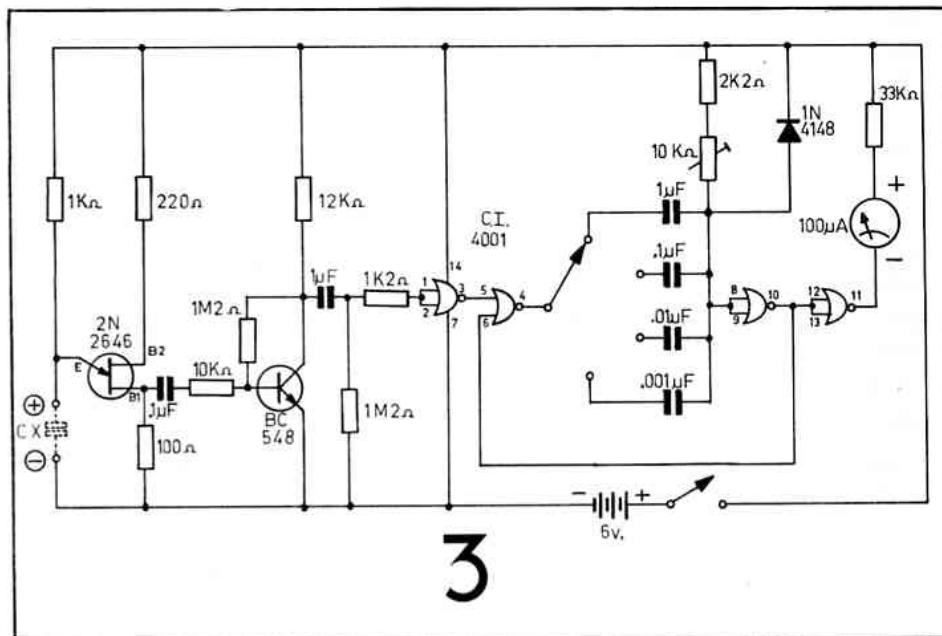 2K2Ω
33KΩ
1N
4148
10 KΩ
+
1KΩ
220Ω
12KΩ
1µF
C.I.
4001
100µA
−
14
.1µF
1µF
1K2Ω
1
2
3
5
6
4
8
9
10
12
13
11
7
1M2Ω
2N
2646
B2
.01µF
E
10KΩ
B1
.1µF
BC
548
1M2Ω
.001µF
+
CX
−
100Ω
− +
6v.
3